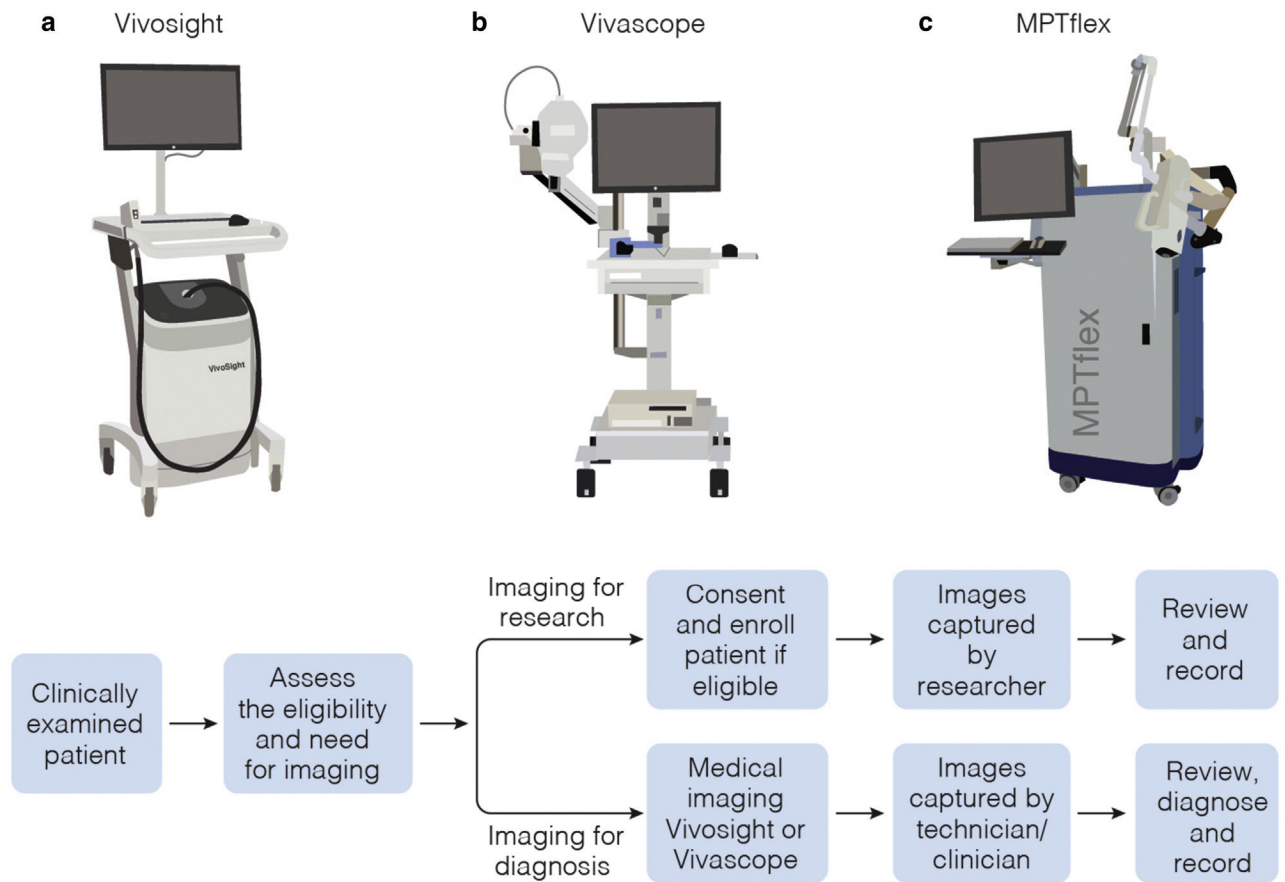 a Vivosight
b Vivascope
c MPTflex
VivoSight
MPTflex
Clinically
examined
patient
Assess
the eligibility
and need
for imaging
Imaging for
research
Consent
and enroll
patient if
eligible
Images
captured
by
researcher
Review
and
record
Imaging for
diagnosis
Medical
imaging
Vivosight or
Vivascope
Images
captured by
technician/
clinician
Review,
diagnose
and
record